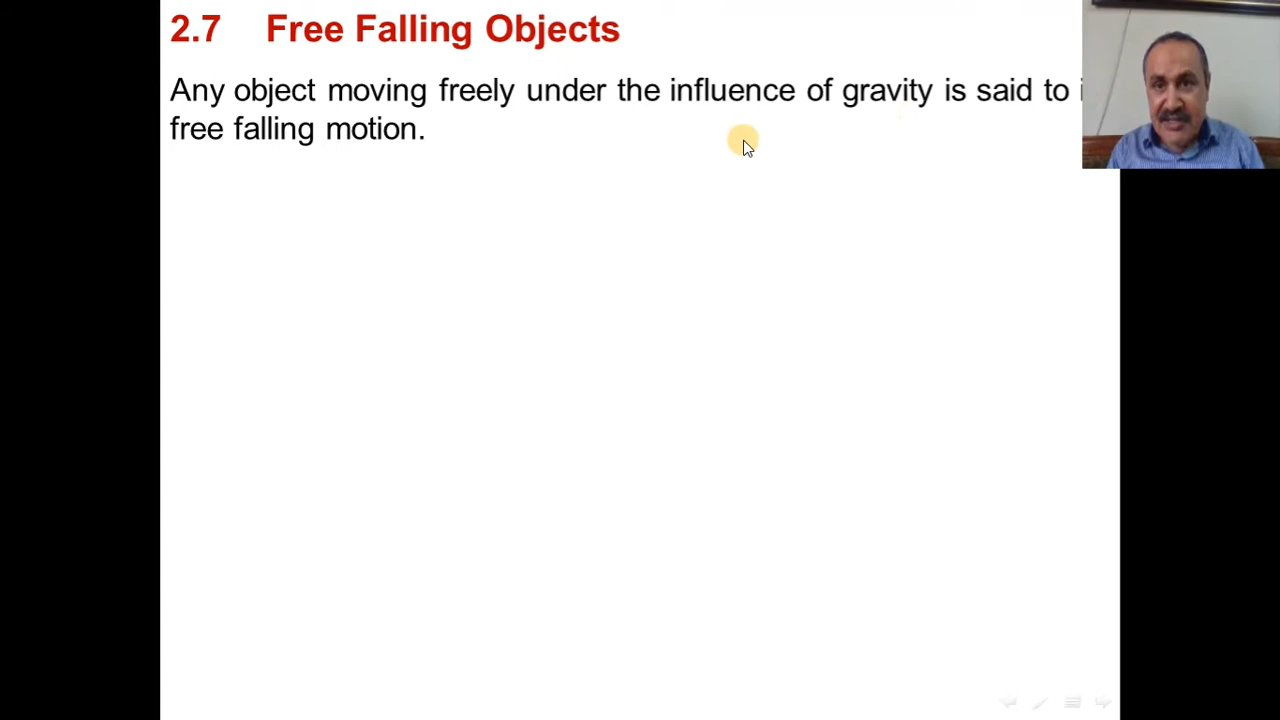 2.7 Free Falling Objects
Any object moving freely under the influence of gravity is said to
free falling motion.